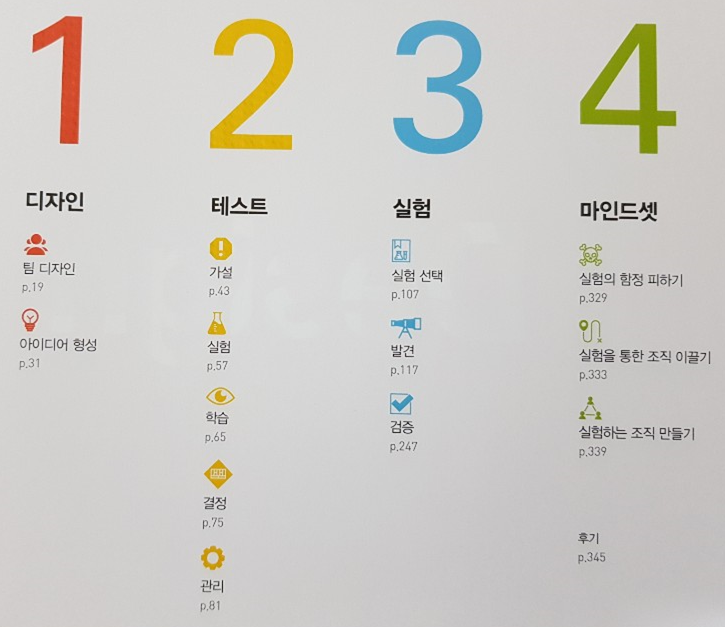 1
디자인
팀 디자인
p.19
아이디어 형성
p.31
2
테스트
가설
p.43
실험
p.57
학습
p.65
결정
p.75
관리
p.81
3
실험
실험 선택
p.107
발견
p.117
검증
p.247
4
마인드셋
실험의 함정 피하기
p.329
실험을 통한 조직 이끌기
p.333
실험하는 조직 만들기
p.339
후기
p.345